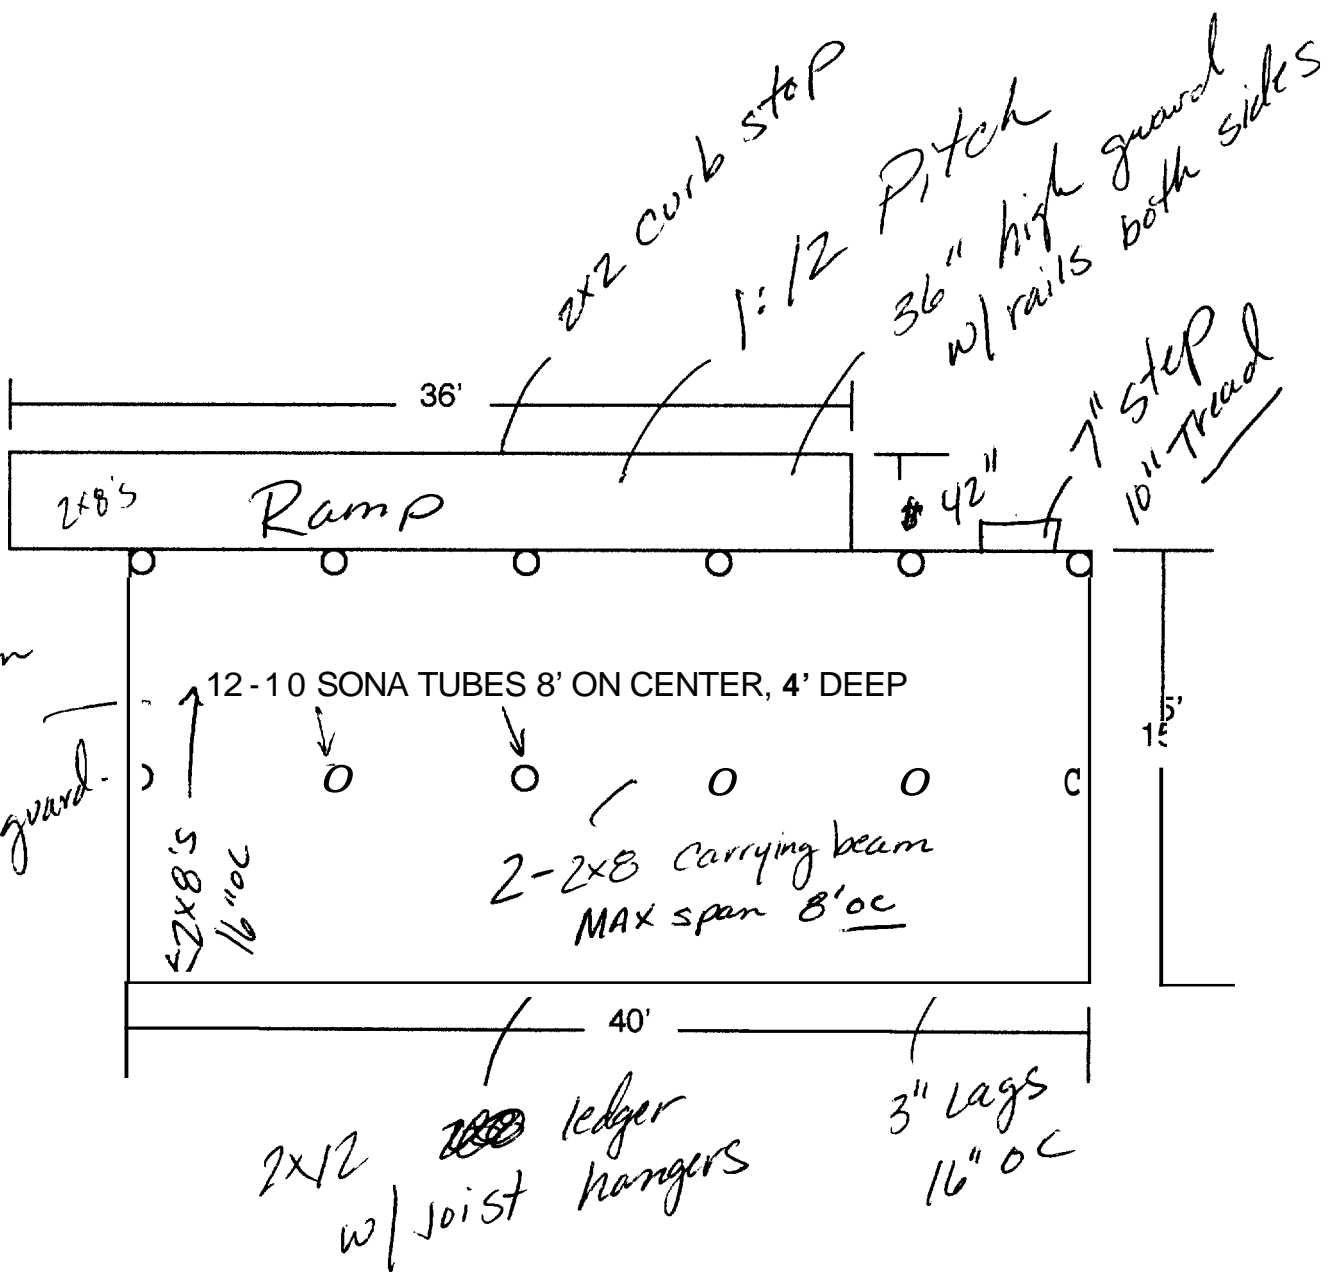 2x2 curb stop
1:12 Pitch
36" high guard
w/ rails both sides
7" step
10" Tread
36'
42"
2x8's
Ramp
12-10 SONA TUBES 8' ON CENTER, 4' DEEP
15'
guard
2x8's
16" oc
2-2x8 carrying beam
MAX span 8' oc
40'
2x12 ledger
w/ joist hangers
3" Lags
16" oc